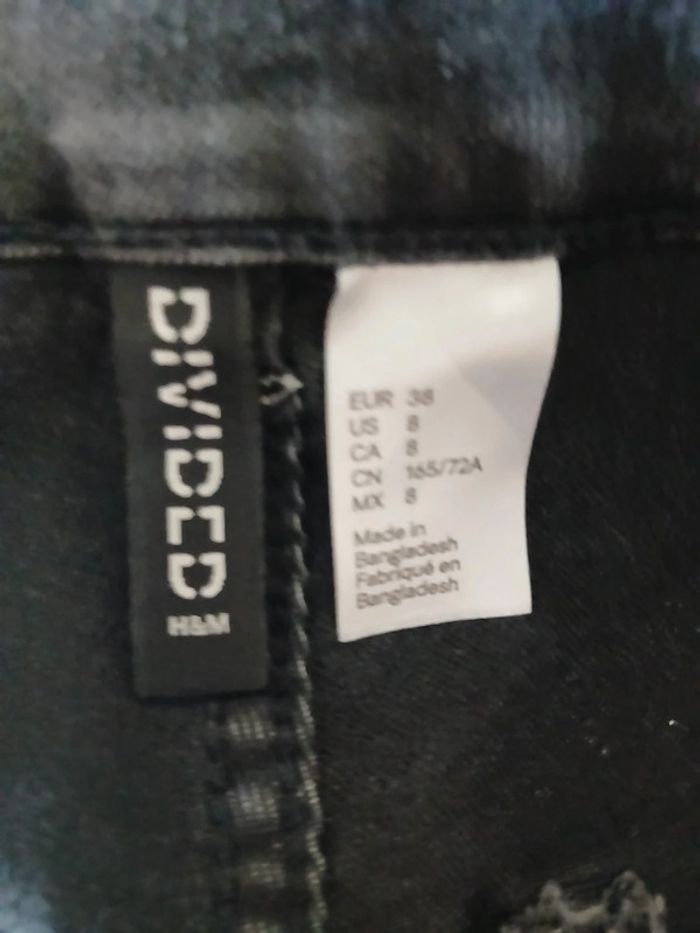 DIVIDED
H&M
EUR 38
US 8
CA 8
CN 165/72A
MX 8
Made in
Bangladesh
Fabriqué en
Bangladesh